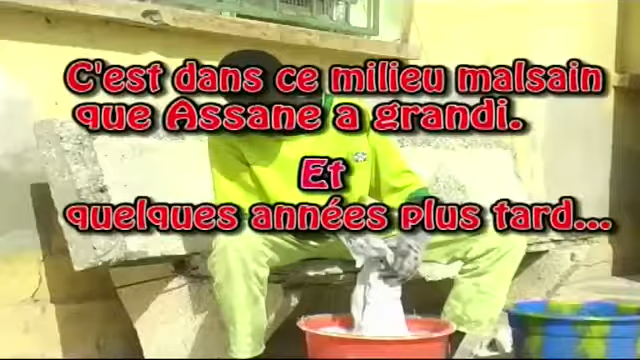 C'est dans ce milieu malsain
que Assane a grandi.
Et
quelques années plus tard...